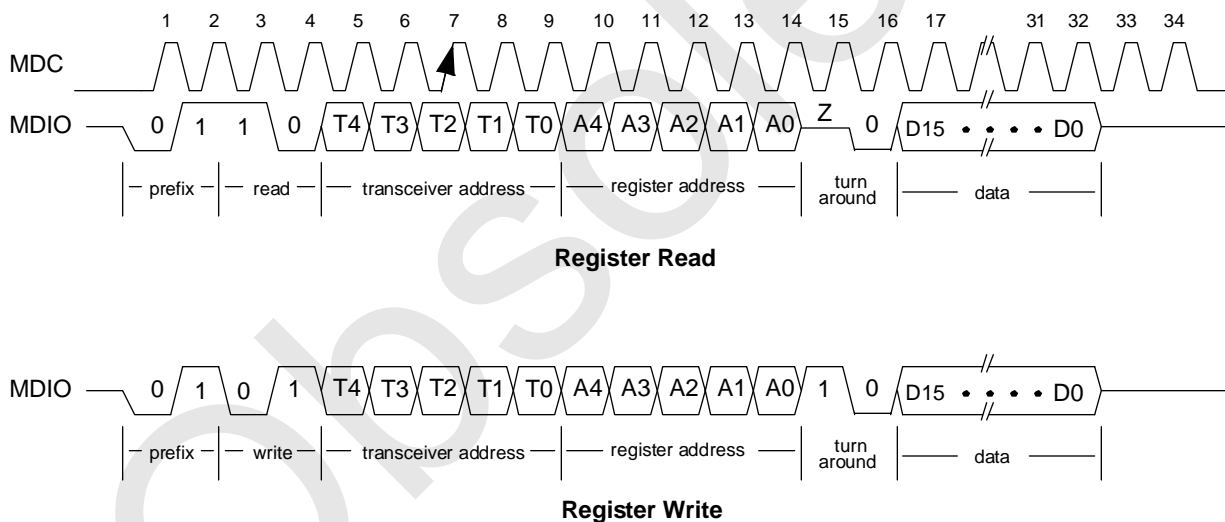 1 2 3 4 5 6 7 8 9 10 11 12 13 14 15 16 17 31 32 33 34
MDC
MDIO 0 1 1 0 T4 T3 T2 T1 T0 A4 A3 A2 A1 A0 Z 0 D15 • • • • D0
prefix read transceiver address register address turn around data
Register Read
MDIO 0 1 0 1 T4 T3 T2 T1 T0 A4 A3 A2 A1 A0 1 0 D15 • • • • D0
prefix write transceiver address register address turn around data
Register Write